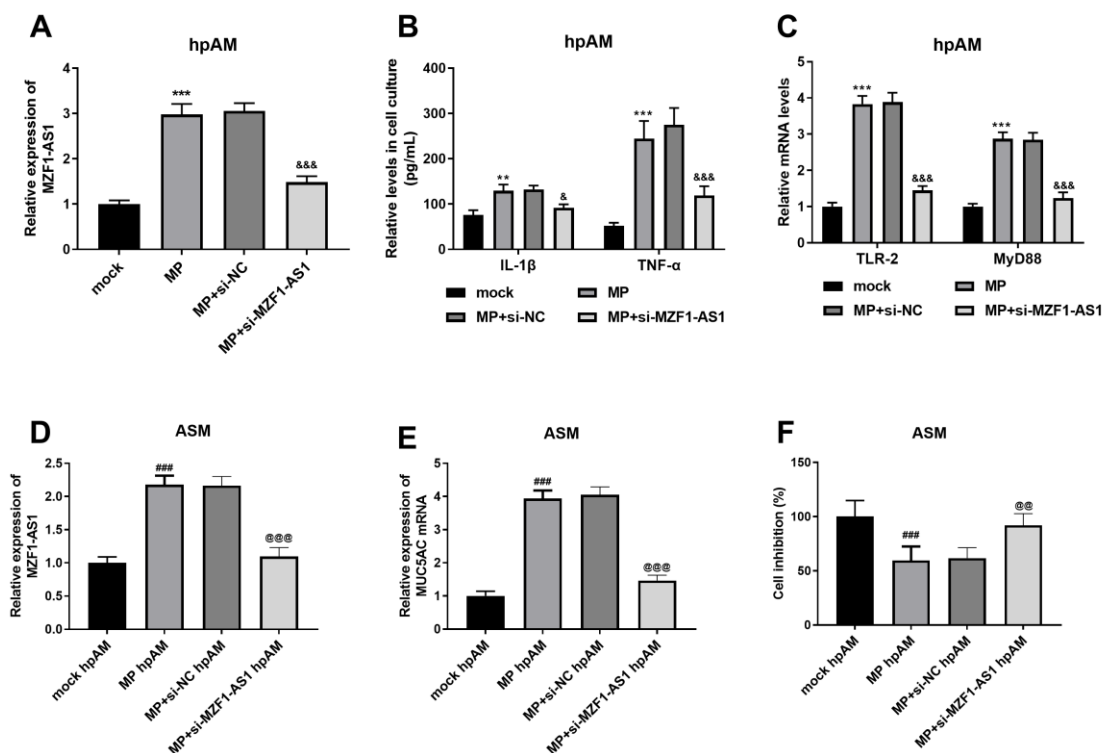 A
hpAM
Relative expression of
MZF1-AS1
4
3
2
1
0
***
&&&
mock
MP
MP+si-NC
MP+si-MZF1-AS1
B
hpAM
Relative levels in cell culture
(pg/mL)
400
300
200
100
0
**
&
***
&&&
IL-1β
TNF-α
mock
MP
MP+si-NC
MP+si-MZF1-AS1
C
hpAM
Relative mRNA levels
5
4
3
2
1
0
***
&&&
***
&&&
TLR-2
MyD88
mock
MP
MP+si-NC
MP+si-MZF1-AS1
D
ASM
Relative expression of
MZF1-AS1
2.5
2.0
1.5
1.0
0.5
0.0
###
@@@
mock hpAM
MP hpAM
MP+si-NC hpAM
MP+si-MZF1-AS1 hpAM
E
ASM
Relative expression of
MUC5AC mRNA
5
4
3
2
1
0
###
@@@
mock hpAM
MP hpAM
MP+si-NC hpAM
MP+si-MZF1-AS1 hpAM
F
ASM
Cell inhibition (%)
150
100
50
0
###
@@
mock hpAM
MP hpAM
MP+si-NC hpAM
MP+si-MZF1-AS1 hpAM